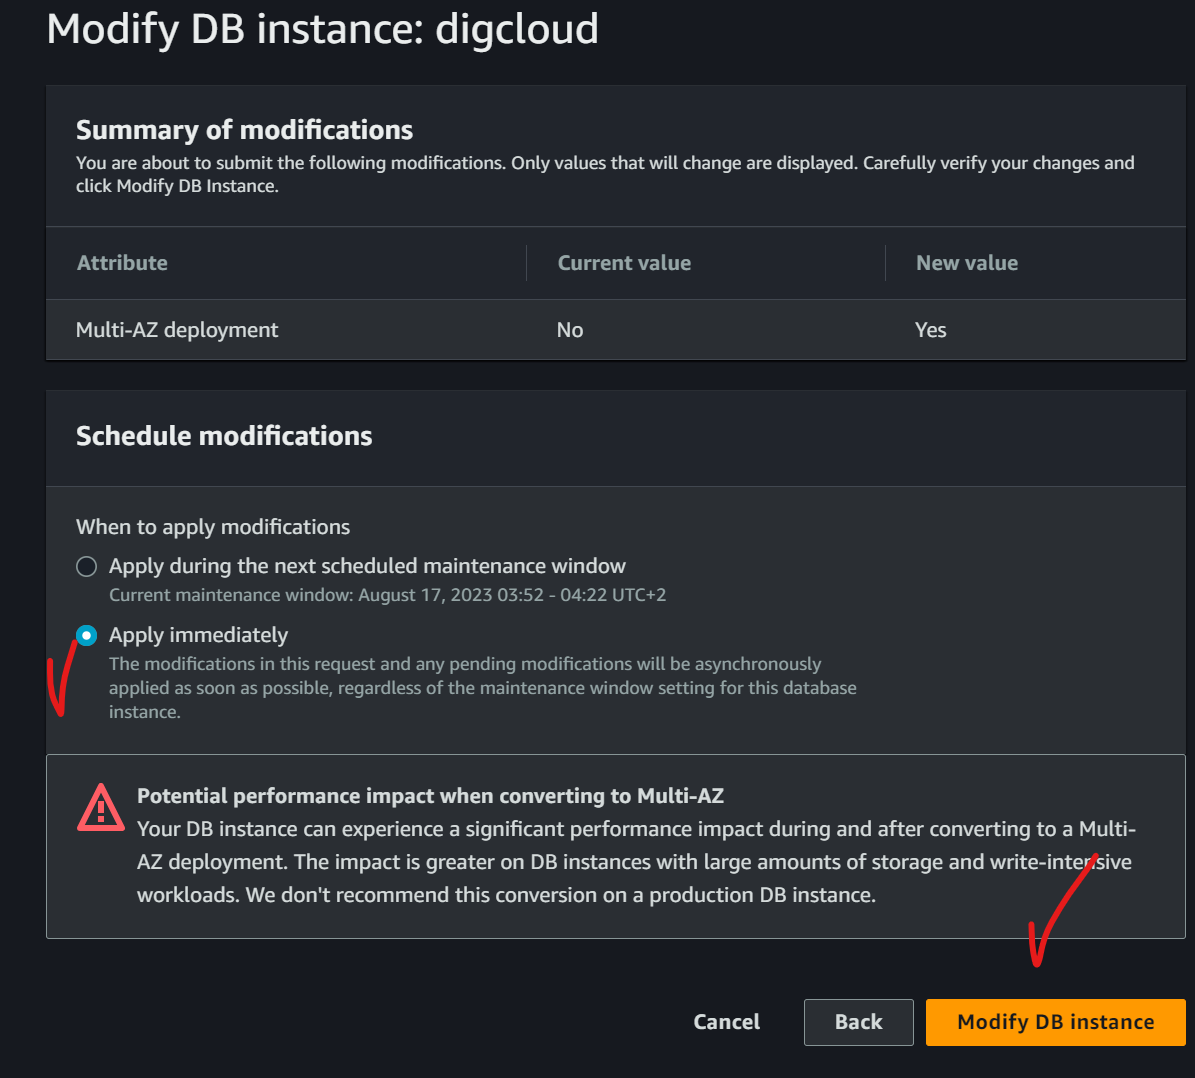 Modify DB instance: digcloud
Summary of modifications
You are about to submit the following modifications. Only values that will change are displayed. Carefully verify your changes and
click Modify DB Instance.
Attribute Current value New value
Multi-AZ deployment No Yes
Schedule modifications
When to apply modifications
Apply during the next scheduled maintenance window
Current maintenance window: August 17, 2023 03:52 - 04:22 UTC+2
Apply immediately
The modifications in this request and any pending modifications will be asynchronously
applied as soon as possible, regardless of the maintenance window setting for this database
instance.
Potential performance impact when converting to Multi-AZ
Your DB instance can experience a significant performance impact during and after converting to a Multi-
AZ deployment. The impact is greater on DB instances with large amounts of storage and write-intensive
workloads. We don't recommend this conversion on a production DB instance.
Cancel Back Modify DB instance